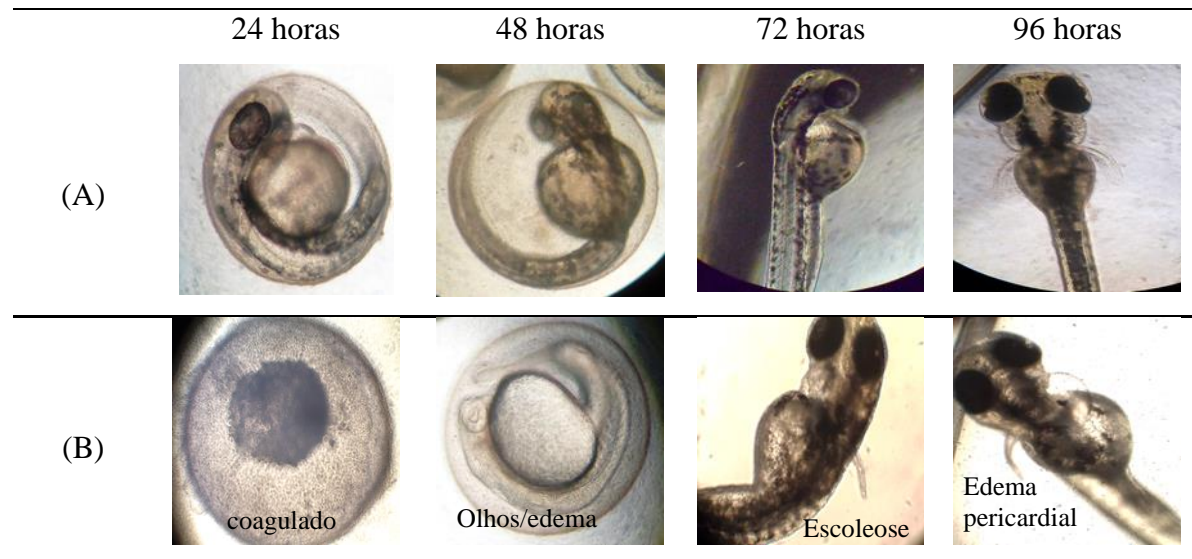 24 horas 48 horas 72 horas 96 horas
(A)
(B)
coagulado
Olhos/edema
Escoleose
Edema
pericardial